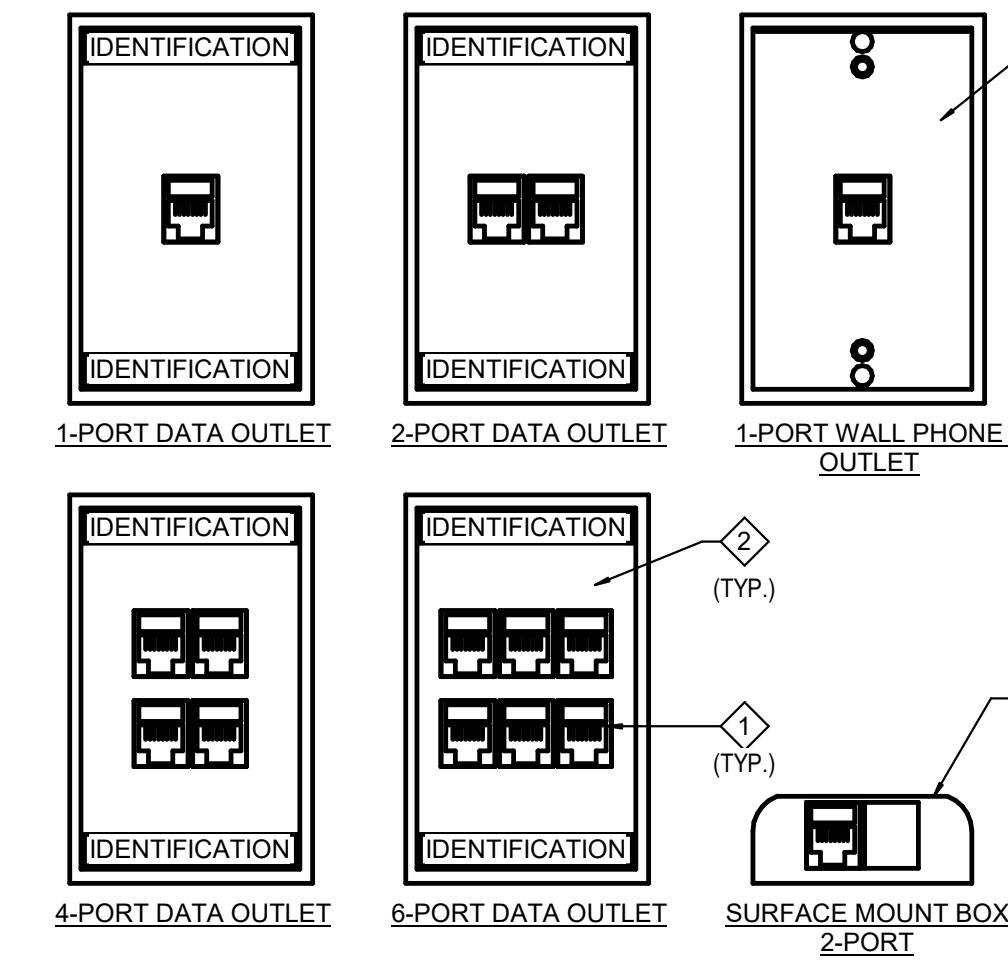 IDENTIFICATION
IDENTIFICATION
1-PORT DATA OUTLET
IDENTIFICATION
IDENTIFICATION
2-PORT DATA OUTLET
1-PORT WALL PHONE
OUTLET
IDENTIFICATION
IDENTIFICATION
4-PORT DATA OUTLET
IDENTIFICATION
IDENTIFICATION
6-PORT DATA OUTLET
2
(TYP.)
1
(TYP.)
SURFACE MOUNT BOX
2-PORT